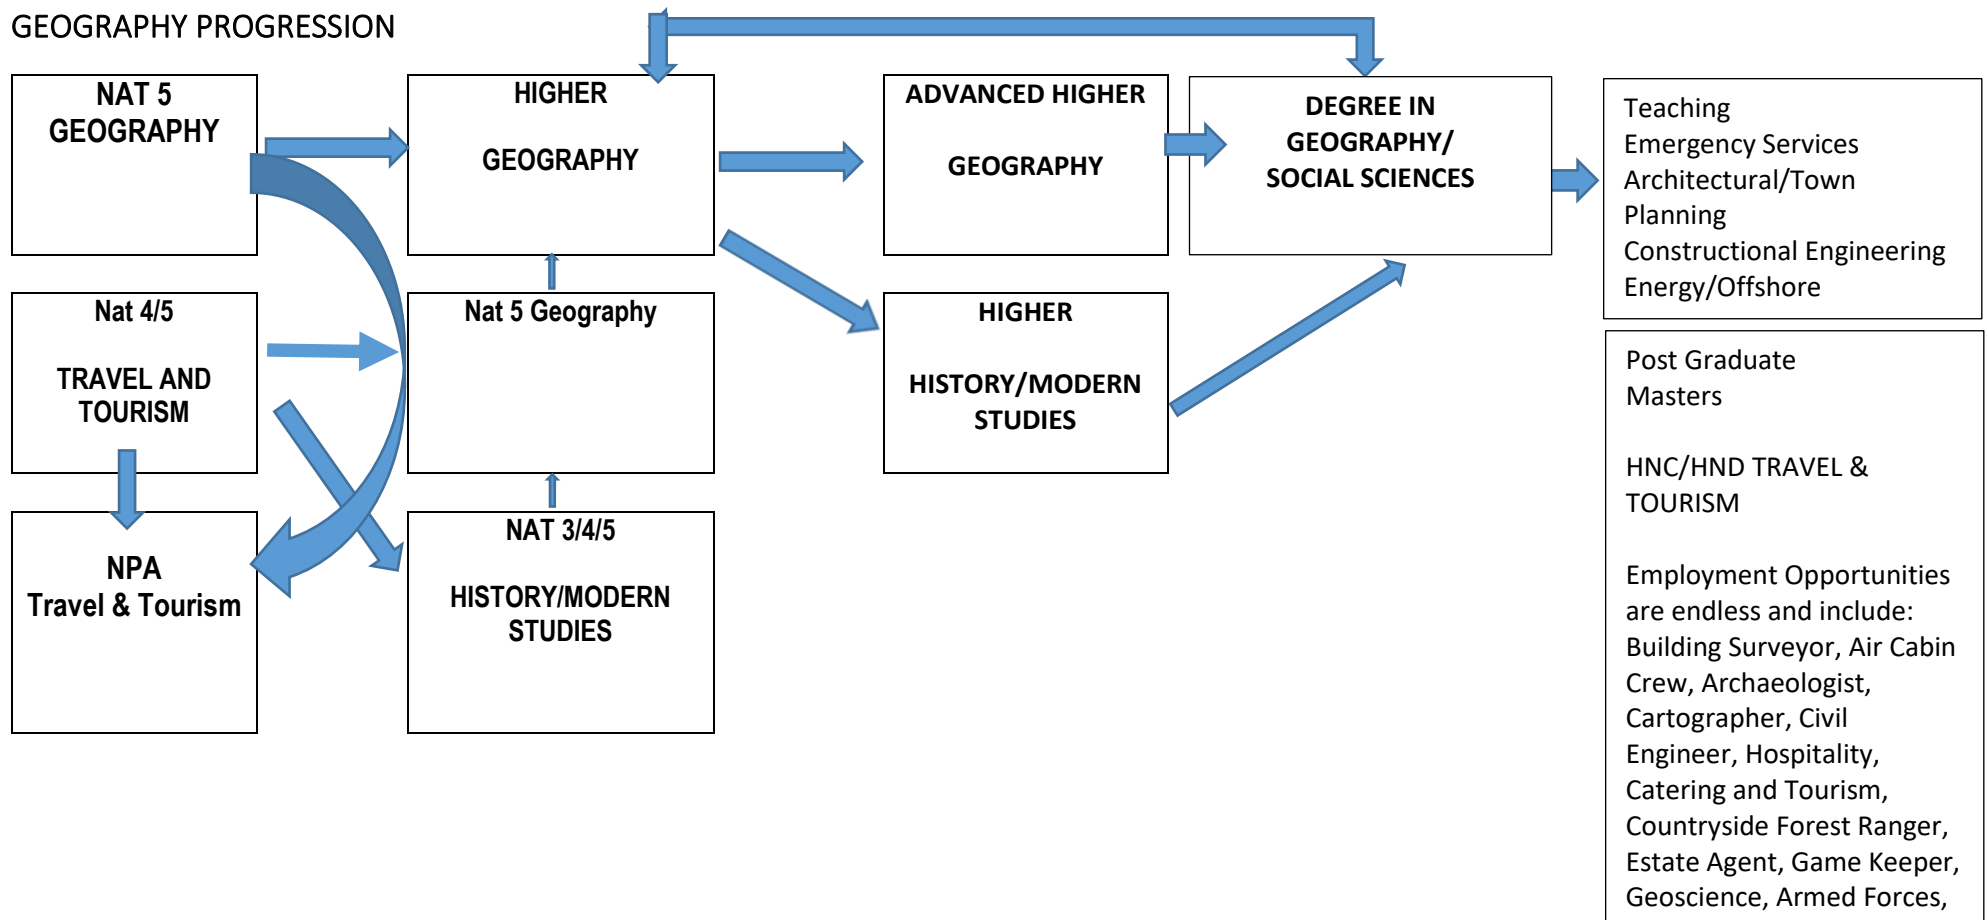 GEOGRAPHY PROGRESSION
NAT 5
GEOGRAPHY
HIGHER
GEOGRAPHY
ADVANCED HIGHER
GEOGRAPHY
DEGREE IN
GEOGRAPHY/
SOCIAL SCIENCES
Teaching
Emergency Services
Architectural/Town
Planning
Constructional Engineering
Energy/Offshore
Nat 4/5
TRAVEL AND
TOURISM
Nat 5 Geography
HIGHER
HISTORY/MODERN
STUDIES
Post Graduate
Masters
HNC/HND TRAVEL &
TOURISM
Employment Opportunities
are endless and include:
Building Surveyor, Air Cabin
Crew, Archaeologist,
Cartographer, Civil
Engineer, Hospitality,
Catering and Tourism,
Countryside Forest Ranger,
Estate Agent, Game Keeper,
Geoscience, Armed Forces,
NPA
Travel & Tourism
NAT 3/4/5
HISTORY/MODERN
STUDIES